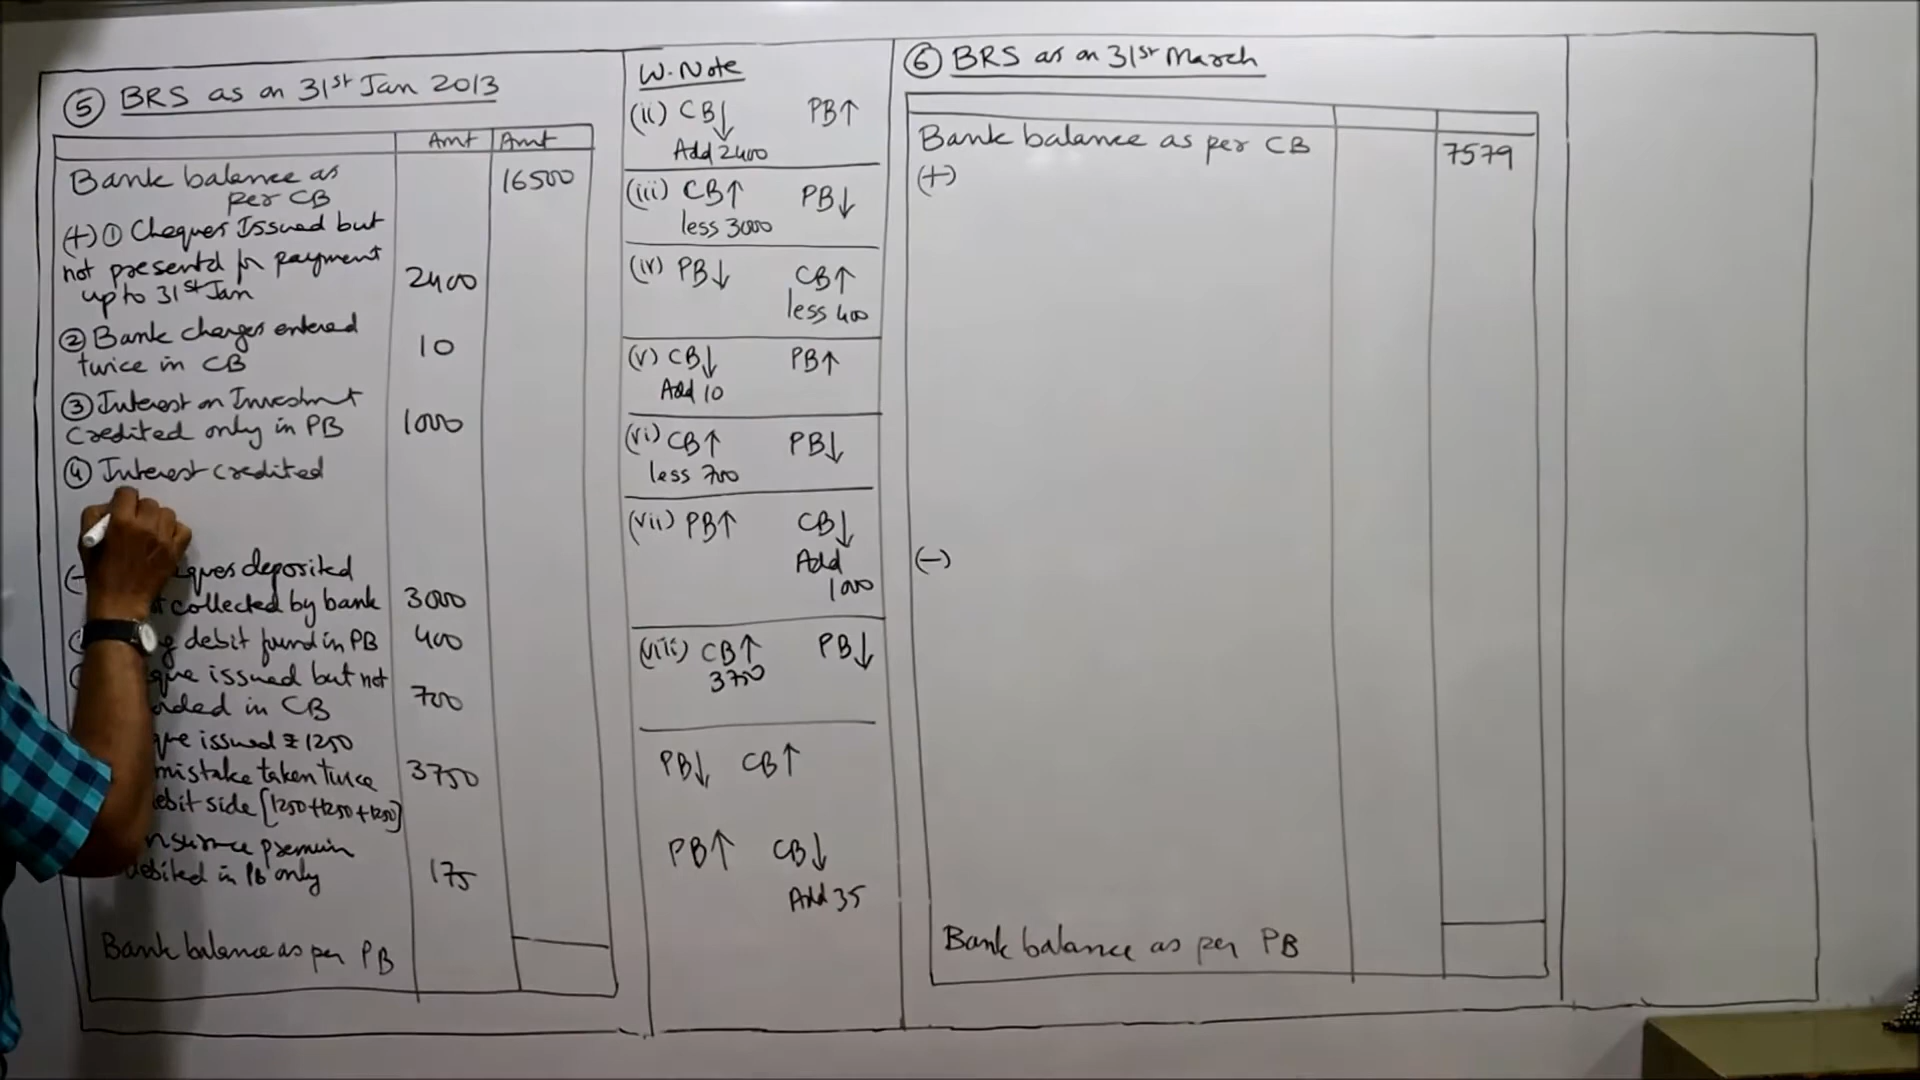 ⑤ BRS as on 31st Jan 2013
Amt Amt
Bank balance as
per CB 16500
(+) ① Cheques Issued but
not presentd for payment
up to 31st Jan 2400
② Bank charges entered
twice in CB 10
③ Interest on Investment
Credited only in PB 1000
④ Interest credited
deposited
collected by bank 3000
debit found in PB 400
issued but not
in CB 700
issued ₹ 1250
mistake taken twice 3750
side [1250+1250+1250]
debited in PB only 175
Bank balance as per PB
W.Note
(ii) CB↓ PB↑
Add 2400
(iii) CB↑ PB↓
less 3000
(iv) PB↓ CB↑
less 400
(v) CB↓ PB↑
Add 10
(vi) CB↑ PB↓
less 700
(vii) PB↑ CB↓
Add
1000
(viii) CB↑ PB↓
3750
PB↓ CB↑
PB↑ CB↓
Add 35
⑥ BRS as on 31st March
Bank balance as per CB 7579
(+)
(-)
Bank balance as per PB